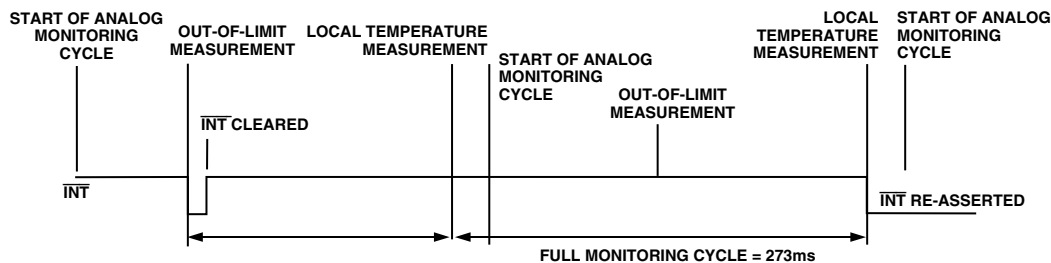 START OF ANALOG
MONITORING
CYCLE
OUT-OF-LIMIT
MEASUREMENT
LOCAL TEMPERATURE
MEASUREMENT
START OF ANALOG
MONITORING
CYCLE
OUT-OF-LIMIT
MEASUREMENT
LOCAL
TEMPERATURE
MEASUREMENT
START OF ANALOG
MONITORING
CYCLE
INT CLEARED
INT
INT RE-ASSERTED
FULL MONITORING CYCLE = 273ms